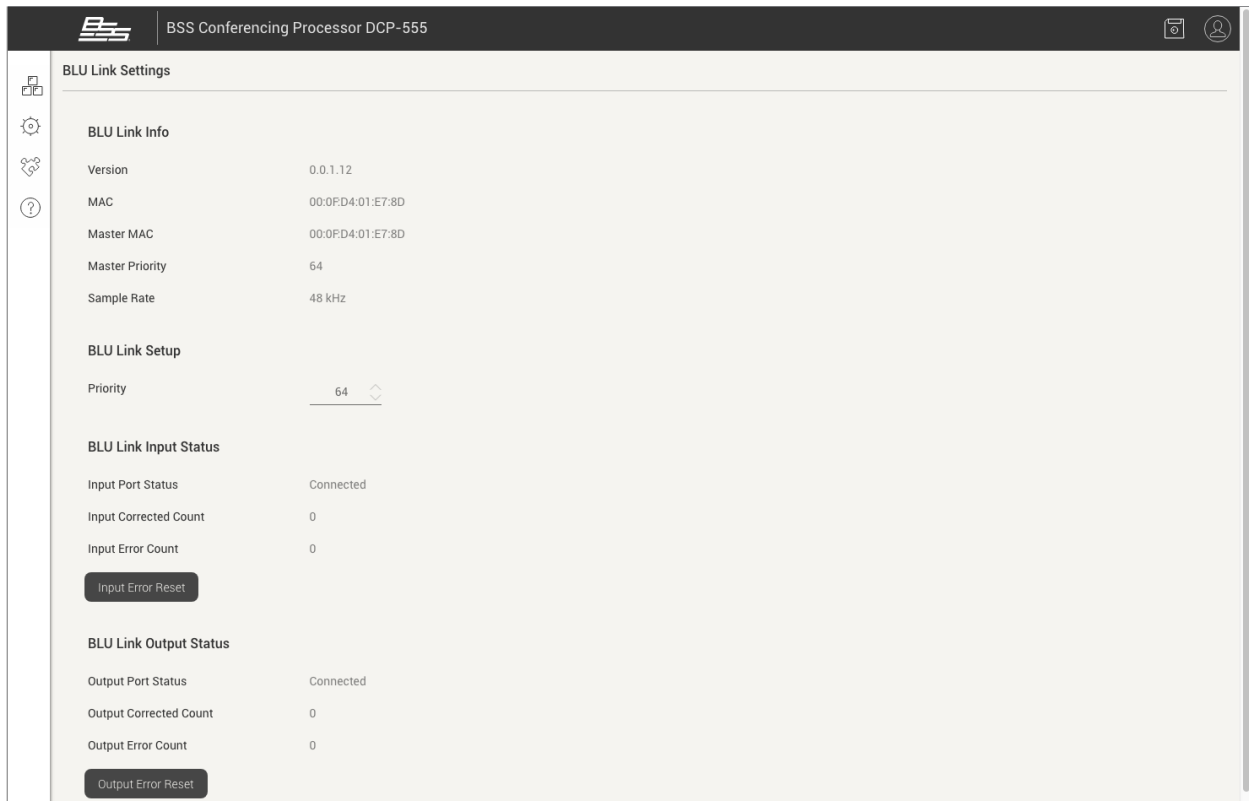 BSS
BSS Conferencing Processor DCP-555
BLU Link Settings
BLU Link Info
Version 0.0.1.12
MAC 00:0F:D4:01:E7:8D
Master MAC 00:0F:D4:01:E7:8D
Master Priority 64
Sample Rate 48 kHz
BLU Link Setup
Priority 64
BLU Link Input Status
Input Port Status Connected
Input Corrected Count 0
Input Error Count 0
Input Error Reset
BLU Link Output Status
Output Port Status Connected
Output Corrected Count 0
Output Error Count 0
Output Error Reset